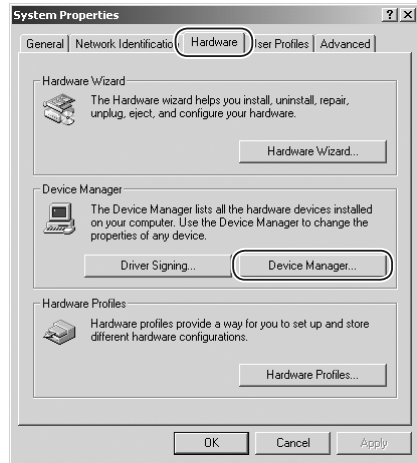 System Properties
General Network Identification Hardware User Profiles Advanced
Hardware Wizard
The Hardware wizard helps you install, uninstall, repair,
unplug, eject, and configure your hardware.
Hardware Wizard...
Device Manager
The Device Manager lists all the hardware devices installed
on your computer. Use the Device Manager to change the
properties of any device.
Driver Signing... Device Manager...
Hardware Profiles
Hardware profiles provide a way for you to set up and store
different hardware configurations.
Hardware Profiles...
OK Cancel Apply